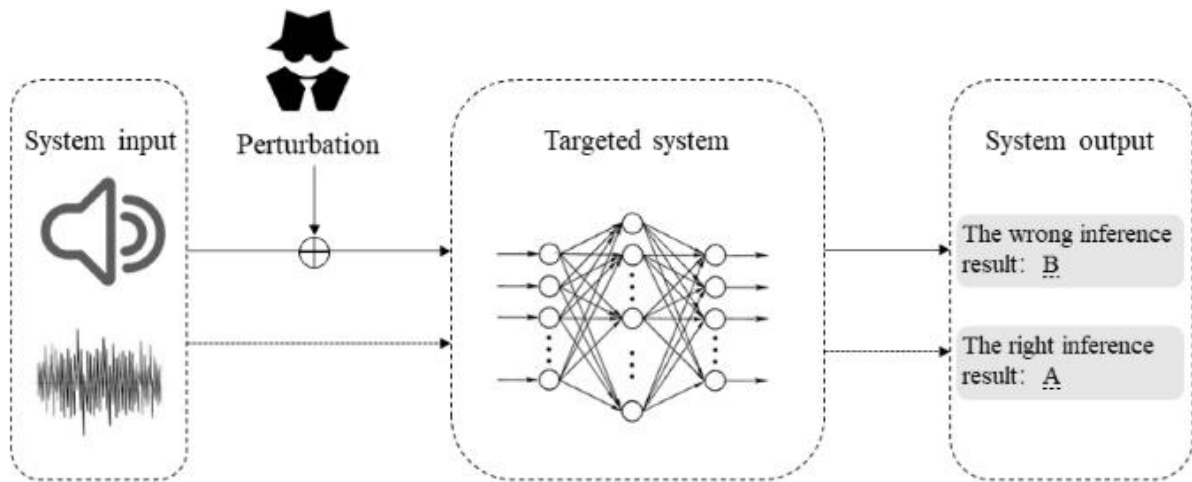 System input
Perturbation
Targeted system
System output
The wrong inference
result: B
The right inference
result: A